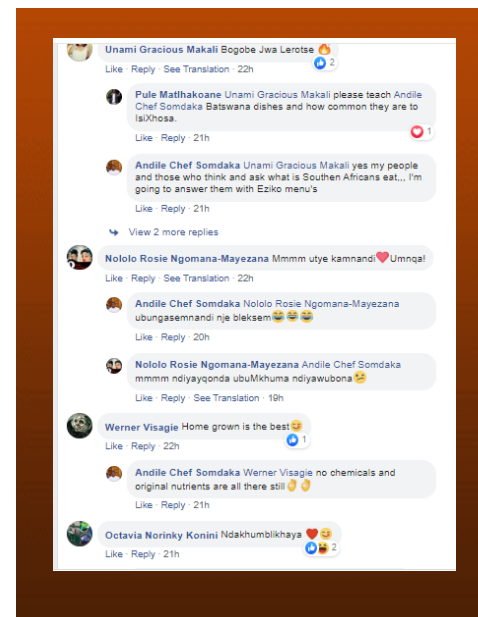 Unami Gracious Makali Bogobe Jwa Lerotse 🔥
2
Like · Reply · See Translation · 22h
Pule Matlhakoane Unami Gracious Makali please teach Andile
Chef Somdaka Batswana dishes and how common they are to
IsiXhosa.
1
Like · Reply · 21h
Andile Chef Somdaka Unami Gracious Makali yes my people
and those who think and ask what is Southen Africans eat,,, I'm
going to answer them with Eziko menu's
Like · Reply · 21h
View 2 more replies
Nololo Rosie Ngomana-Mayezana Mmmm utye kamnandi❤Umnqa!
Like · Reply · See Translation · 22h
Andile Chef Somdaka Nololo Rosie Ngomana-Mayezana
ubungasemnandi nje bleksem😂😂😂
Like · Reply · 20h
Nololo Rosie Ngomana-Mayezana Andile Chef Somdaka
mmmm ndiyayqonda ubuMkhuma ndiyawubona🤨
Like · Reply · See Translation · 19h
Werner Visagie Home grown is the best😊
1
Like · Reply · 22h
Andile Chef Somdaka Werner Visagie no chemicals and
original nutrients are all there still👌👌
Like · Reply · 21h
Octavia Norinky Konini Ndakhumblikhaya ❤😊
2
Like · Reply · 21h